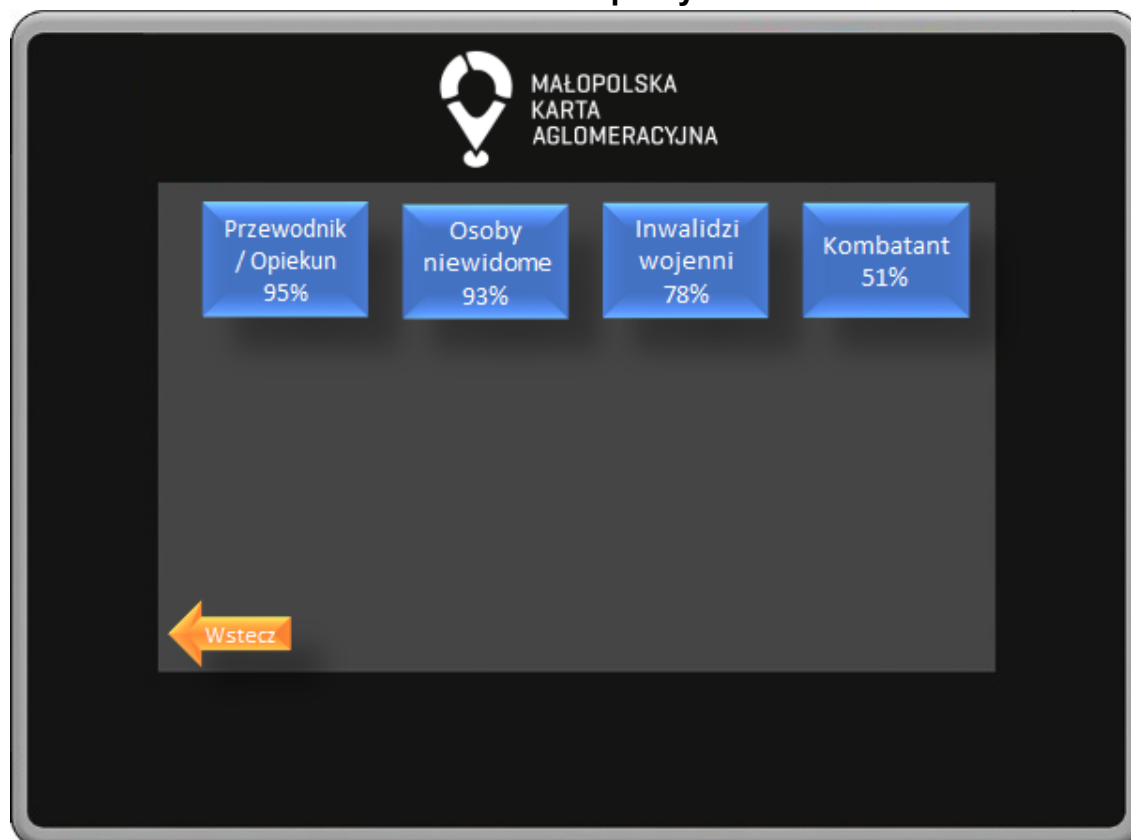 MAŁOPOLSKA
KARTA
AGLOMERACYJNA
Przewodnik
/ Opiekun
95%
Osoby
niewidome
93%
Inwalidzi
wojenni
78%
Kombatant
51%
Wstecz